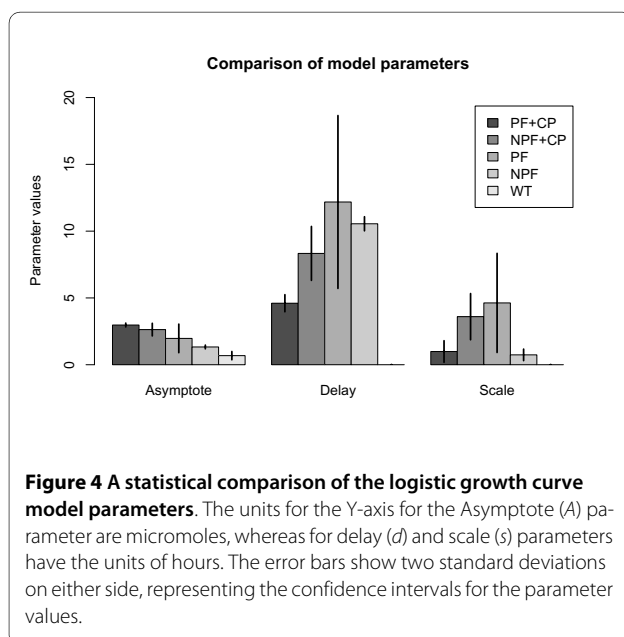 Comparison of model parameters
20
15
10
5
0
Parameter values
PF+CP
NPF+CP
PF
NPF
WT
Asymptote
Delay
Scale
Figure 4 A statistical comparison of the logistic growth curve
model parameters. The units for the Y-axis for the Asymptote (A) pa-
rameter are micromoles, whereas for delay (d) and scale (s) parameters
have the units of hours. The error bars show two standard deviations
on either side, representing the confidence intervals for the parameter
values.